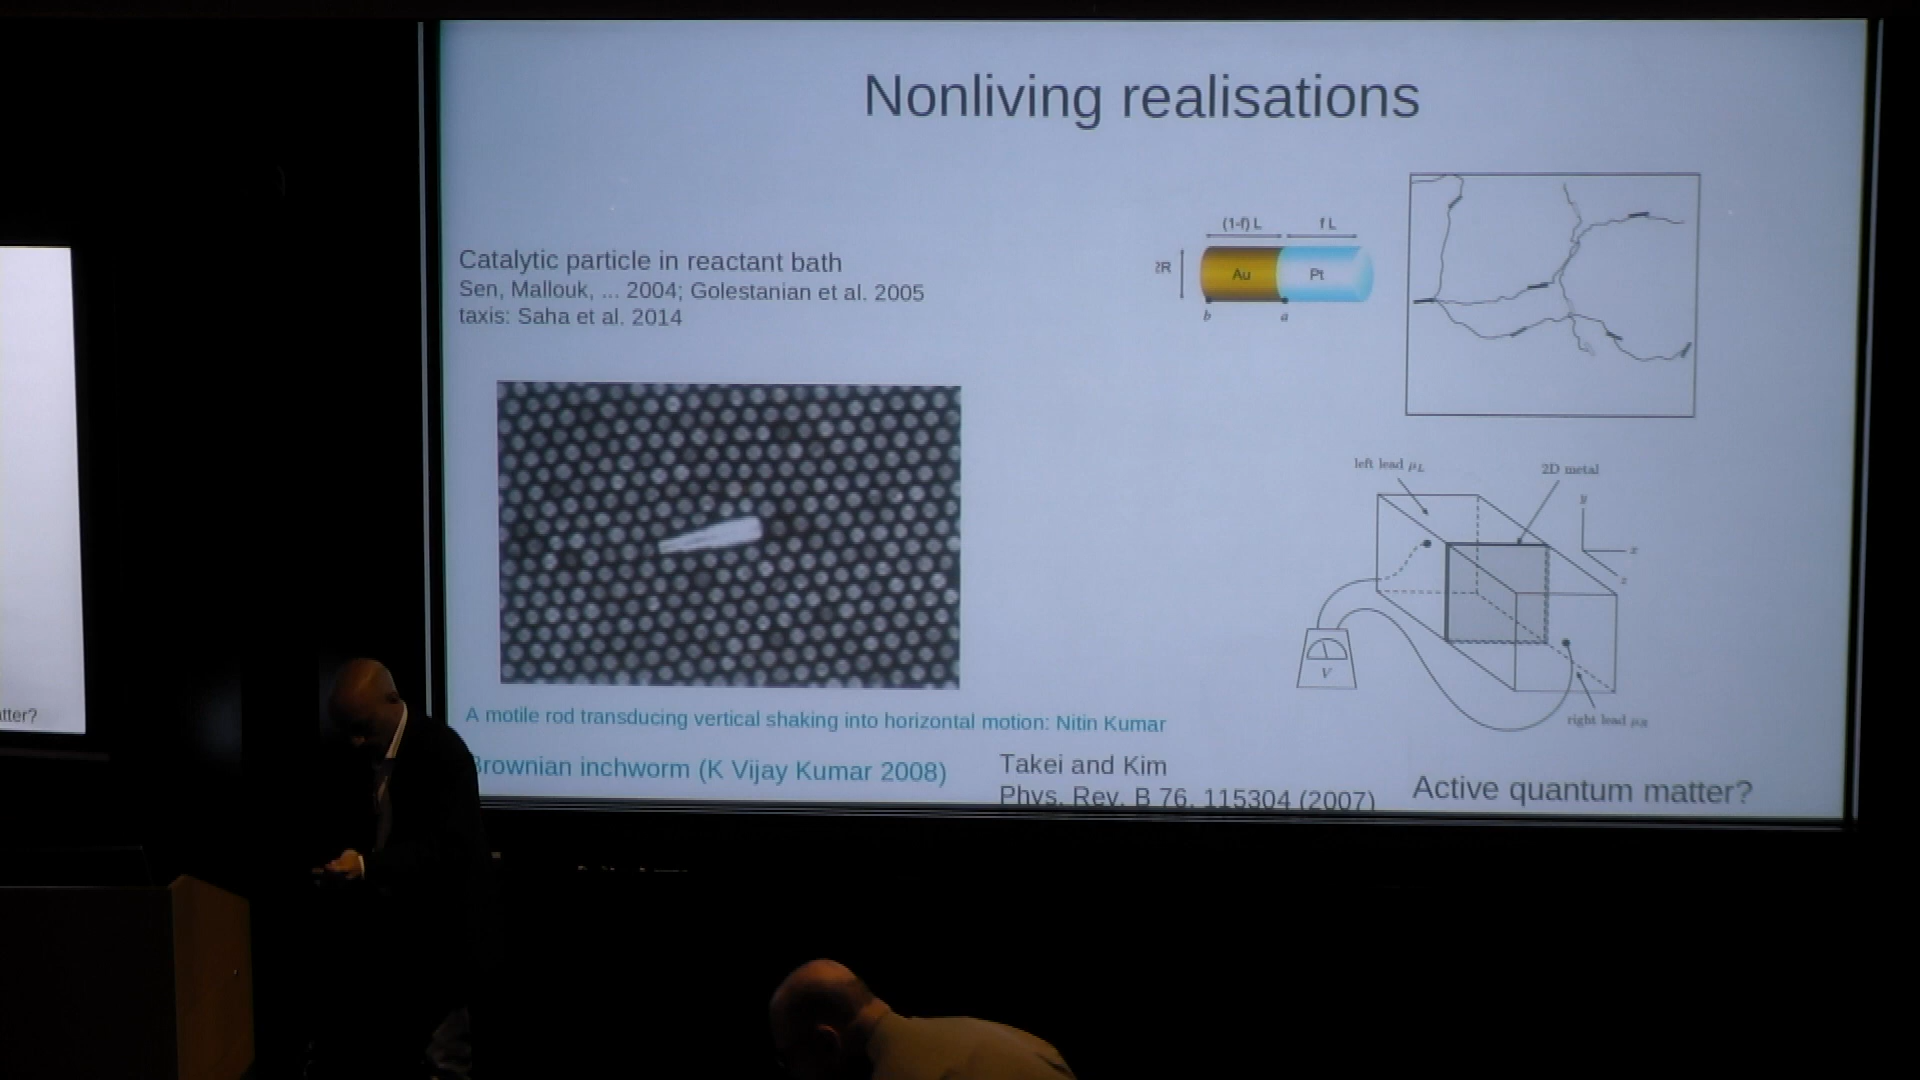 Nonliving realisations
Catalytic particle in reactant bath
Sen, Mallouk, ... 2004; Golestanian et al. 2005
taxis: Saha et al. 2014
(1-f) L
f L
2R
Au
Pt
b
a
left lead μL
2D metal
y
x
z
V
right lead μR
A motile rod transducing vertical shaking into horizontal motion: Nitin Kumar
Brownian inchworm (K Vijay Kumar 2008)
Takei and Kim
Phys. Rev. B 76, 115304 (2007)
Active quantum matter?
tter?